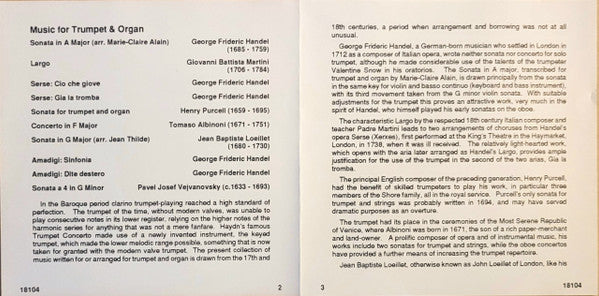 Music for Trumpet & Organ
Sonata in A Major (arr. Marie-Claire Alain) George Frideric Handel
(1685 - 1759)
Largo Giovanni Battista Martini
(1706 - 1784)
Serse: Cio che giove George Frideric Handel
Serse: Gia la tromba George Frideric Handel
Sonata for trumpet and organ Henry Purcell (1659 - 1695)
Concerto in F Major Tomaso Albinoni (1671 - 1751)
Sonata in G Major (arr. Jean Thilde) Jean Baptiste Loeillet
(1680 - 1730)
Amadigi: Sinfonia George Frideric Handel
Amadigi: Dite destero George Frideric Handel
Sonata a 4 in G Minor Pavel Josef Vejvanovsky (c.1633 - 1693)
In the Baroque period clarino trumpet-playing reached a high standard of
perfection. The trumpet of the time, without modern valves, was unable to
play consecutive notes in its lower register, relying on the higher notes of the
harmonic series for anything that was not a mere fanfare. Haydn's famous
Trumpet Concerto made use of a newly invented instrument, the keyed
trumpet, which made the lower melodic range possible, something that is now
taken for granted with the modern valve trumpet. The present collection of
music written for or arranged for trumpet and organ is drawn from the 17th and
18104 2
18th centuries, a period when arrangement and borrowing was not at all
unusual.
George Frideric Handel, a German-born musician who settled in London in
1712 as a composer of Italian opera, wrote neither sonata nor concerto for solo
trumpet, although he made considerable use of the talents of the trumpeter
Valentine Snow in his oratorios. The Sonata in A major, transcribed for
trumpet and organ by Marie-Claire Alain, is drawn principally from the sonata
in the same key for violin and basso continuo (keyboard and bass instrument),
with its third movement taken from the G minor violin sonata. With suitable
adjustments for the trumpet this proves an attractive work, very much in the
spirit of Handel, who himself played his early sonatas on the oboe.
The characteristic Largo by the respected 18th century Italian composer and
teacher Padre Martini leads to two arrangements of choruses from Handel's
opera Serse (Xerxes), first performed at the King's Theatre in the Haymarket,
London, in 1738, when it was ill received. The relatively light-hearted work,
which opens with the aria later arranged as Handel's Largo, provides ample
justification for the use of the trumpet in the second of the two arias, Gia la
tromba.
The principal English composer of the preceding generation, Henry Purcell,
had the benefit of skilled trumpeters to play his work, in particular three
members of the Shore family, all in the royal service. Purcell's only sonata for
trumpet and strings was probably written in 1694, and may have served
dramatic purposes as an overture.
The trumpet had its place in the ceremonies of the Most Serene Republic
of Venice, where Albinoni was born in 1671, the son of a rich paper-merchant
and land-owner. A prolific composer of opera and of instrumental music, his
works include two sonatas for trumpet and strings, while the oboe concertos
have provided a further means of increasing the trumpet repertoire.
Jean Baptiste Loeillet, otherwise known as John Loeillet of London, like his
3 18104